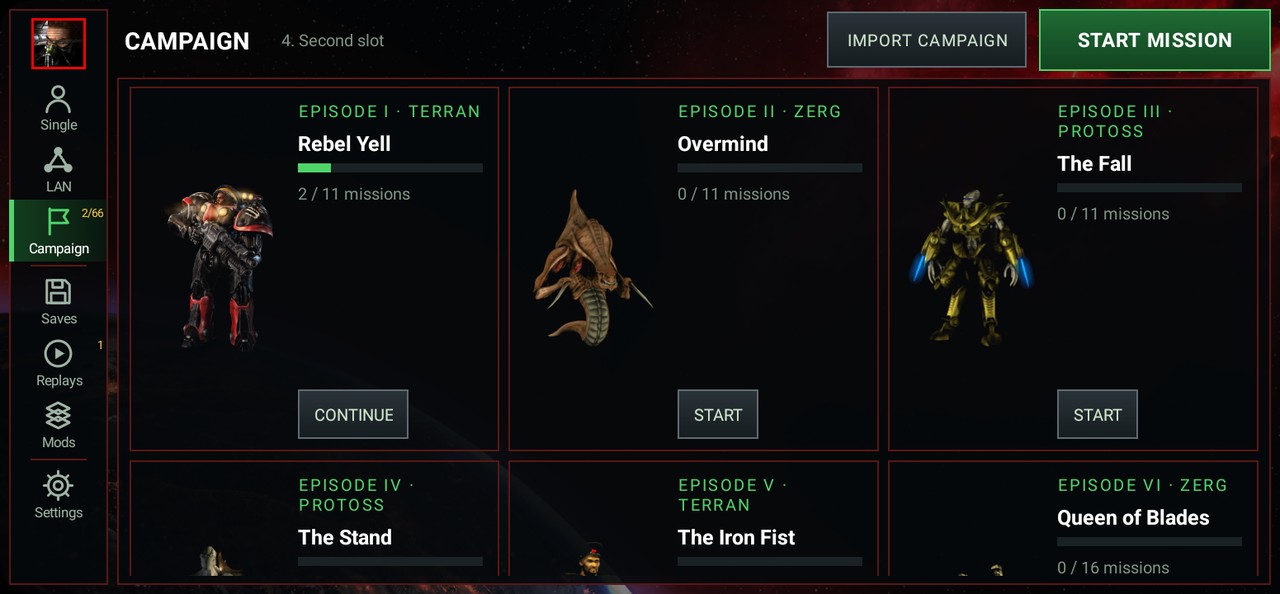 CAMPAIGN
4. Second slot
IMPORT CAMPAIGN
START MISSION
Single
LAN
2/66
Campaign
Saves
1
Replays
Mods
Settings
EPISODE I · TERRAN
Rebel Yell
2 / 11 missions
CONTINUE
EPISODE II · ZERG
Overmind
0 / 11 missions
START
EPISODE III ·
PROTOSS
The Fall
0 / 11 missions
START
EPISODE IV ·
PROTOSS
The Stand
EPISODE V ·
TERRAN
The Iron Fist
EPISODE VI · ZERG
Queen of Blades
0 / 16 missions